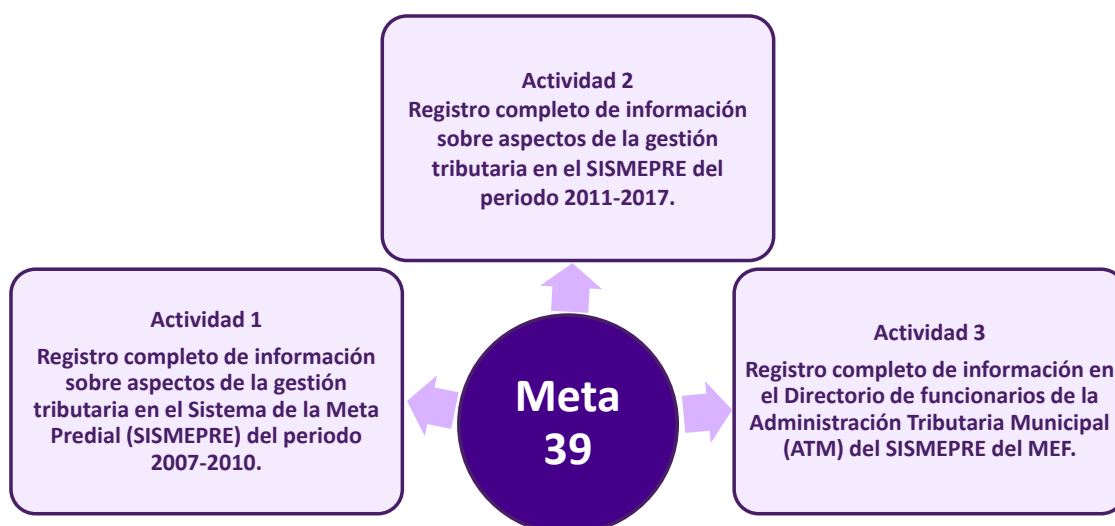 Actividad 2
Registro completo de información
sobre aspectos de la gestión
tributaria en el SISMEPRE del
periodo 2011-2017.
Actividad 1
Registro completo de información
sobre aspectos de la gestión
tributaria en el Sistema de la Meta
Predial (SISMEPRE) del periodo
2007-2010.
Meta
39
Actividad 3
Registro completo de información en
el Directorio de funcionarios de la
Administración Tributaria Municipal
(ATM) del SISMEPRE del MEF.